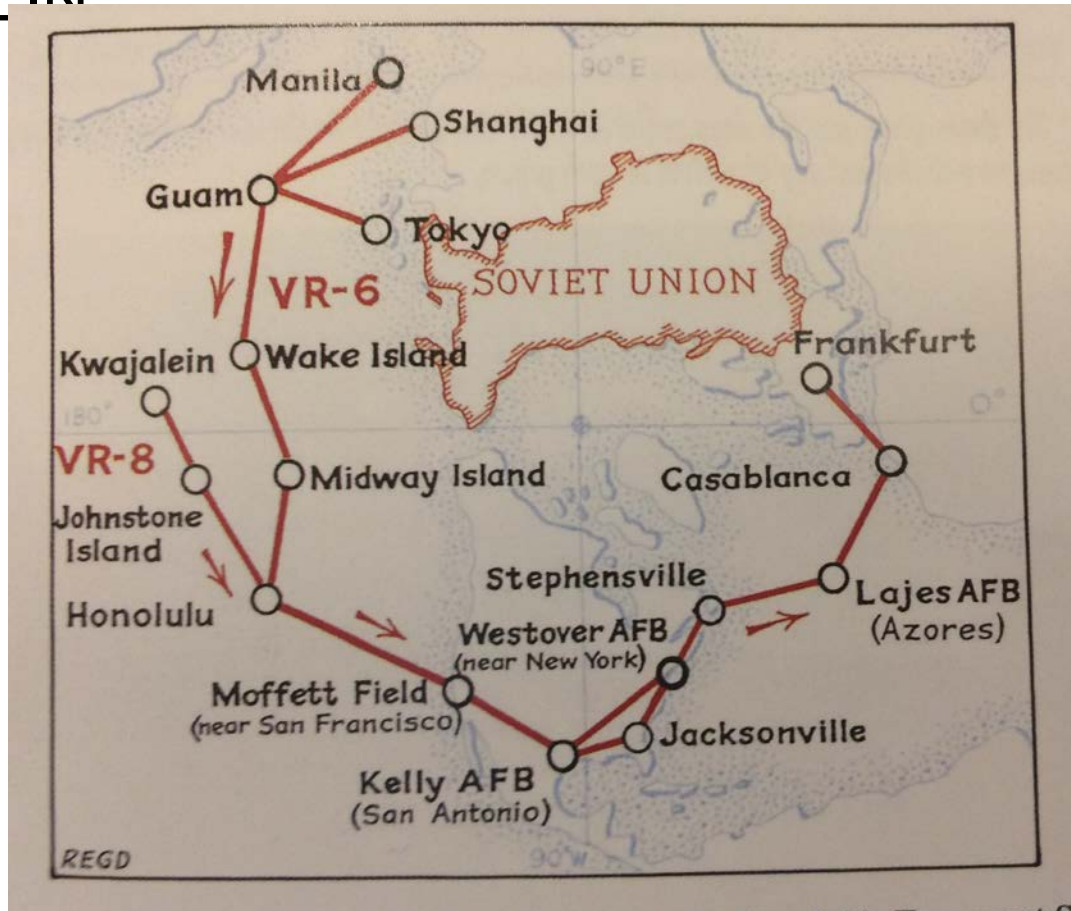 Manila
90°E
Shanghai
Guam
Tokyo
SOVIET UNION
VR-6
Frankfurt
Kwajalein
Wake Island
180°
0°
VR-8
Midway Island
Casablanca
Johnstone
Island
Stephensville
Lajes AFB
(Azores)
Honolulu
Westover AFB
(near New York)
Moffett Field
(near San Francisco)
Jacksonville
Kelly AFB
(San Antonio)
REGD
90°W